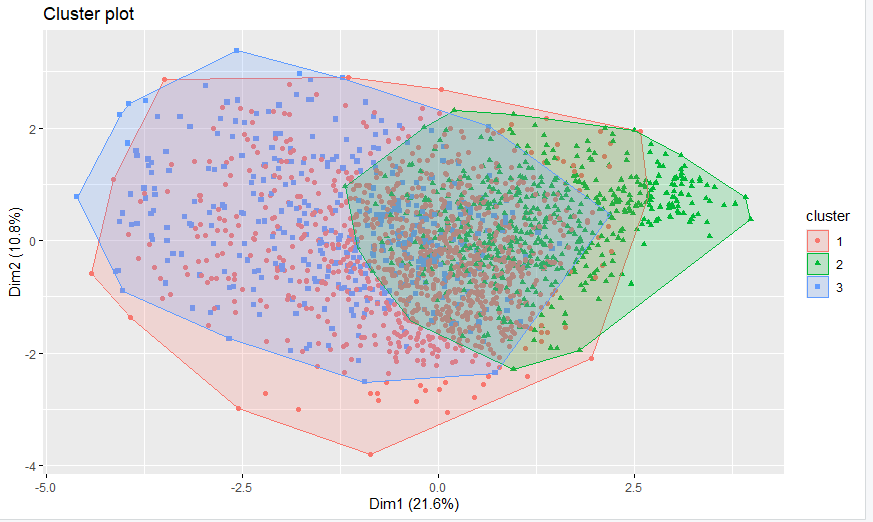 Cluster plot
Dim2 (10.8%)
2
0
-2
-4
-5.0
-2.5
0.0
2.5
Dim1 (21.6%)
cluster
1
2
3